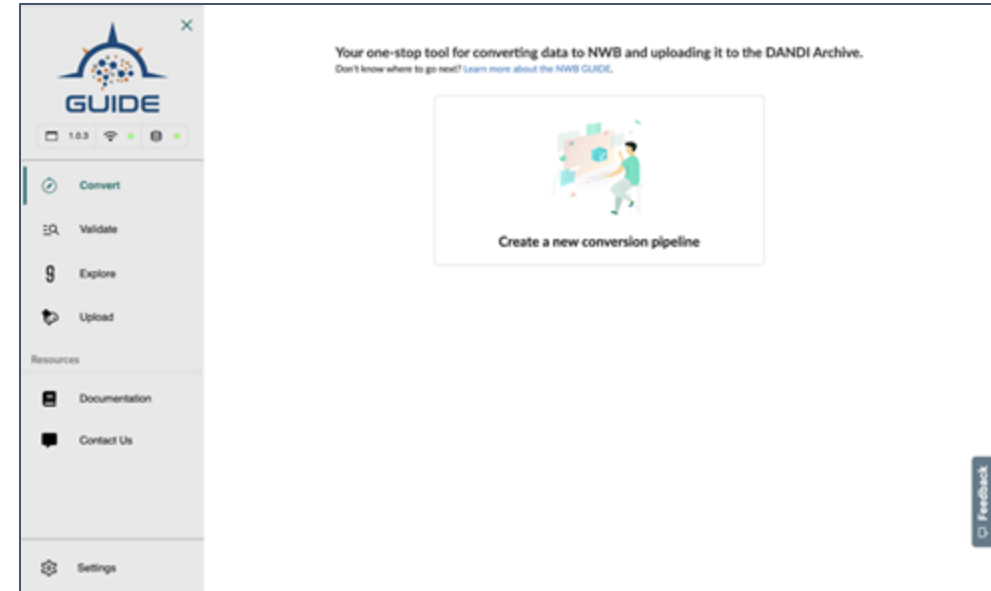 GUIDE
1.0.3
Convert
Validate
Explore
Upload
Resources
Documentation
Contact Us
Settings
Your one-stop tool for converting data to NWB and uploading it to the DANDI Archive.
Don't know where to go next? Learn more about the NWB GUIDE.
Create a new conversion pipeline
Feedback